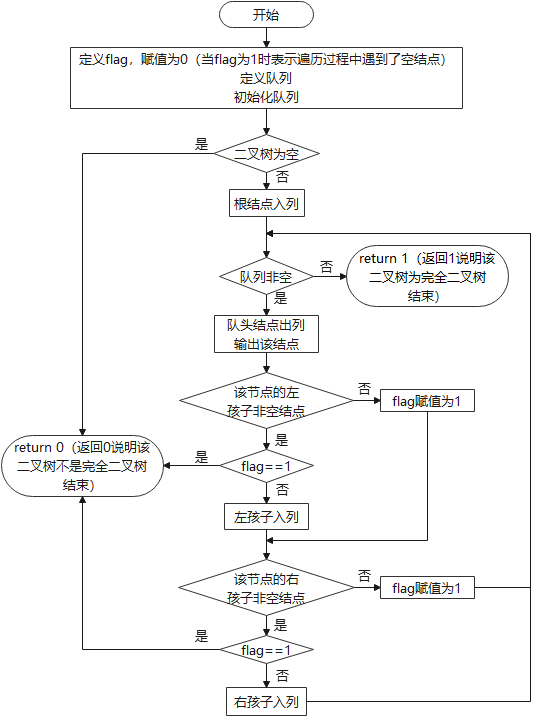 开始
定义flag，赋值为0（当flag为1时表示遍历过程中遇到了空结点）
定义队列
初始化队列
是
二叉树为空
否
根结点入列
队列非空
否
return 1（返回1说明该
二叉树为完全二叉树
结束）
是
队头结点出列
输出该结点
该节点的左
孩子非空结点
否
flag赋值为1
是
return 0（返回0说明该
二叉树不是完全二叉树
结束）
是
flag==1
否
左孩子入列
该节点的右
孩子非空结点
否
flag赋值为1
是
是
flag==1
否
右孩子入列